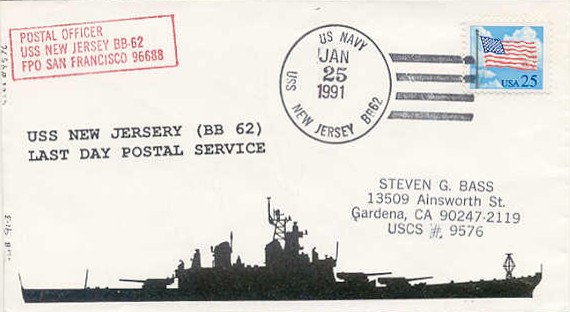 POSTAL OFFICER
USS NEW JERSEY BB-62
FPO SAN FRANCISCO 96688
US NAVY
JAN
25
1991
USS NEW JERSEY BB62
USA 25
USS NEW JERSERY (BB 62)
LAST DAY POSTAL SERVICE
STEVEN G. BASS
13509 Ainsworth St.
Gardena, CA 90247-2119
USCS #. 9576